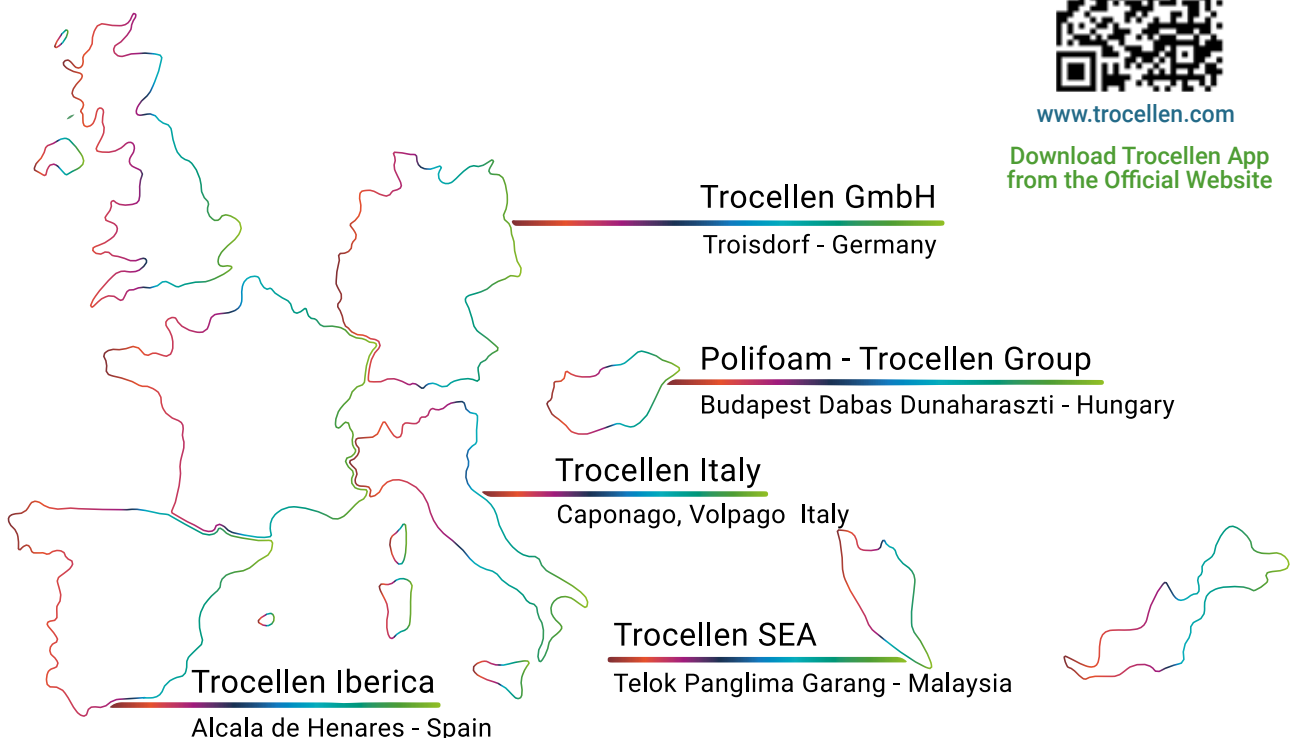 www.trocellen.com
Download Trocellen App
from the Official Website
Trocellen GmbH
Troisdorf - Germany
Polifoam - Trocellen Group
Budapest Dabas Dunaharaszti - Hungary
Trocellen Italy
Caponago, Volpago  Italy
Trocellen SEA
Telok Panglima Garang - Malaysia
Trocellen Iberica
Alcala de Henares - Spain